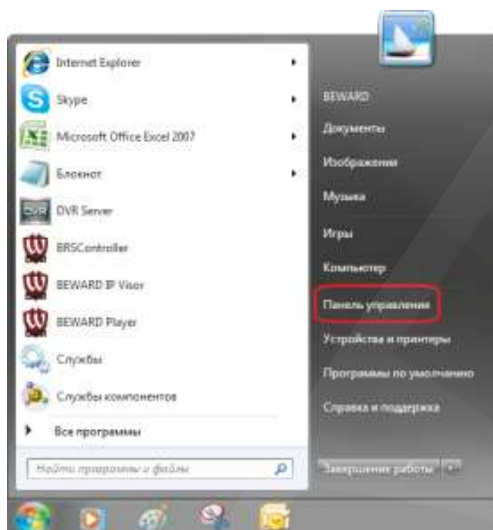 Internet Explorer
Skype
Microsoft Office Excel 2007
Блокнот
DVR Server
BRSController
BEWARD IP Visor
BEWARD Player
Службы
Службы компонентов
Все программы
Найти программы и файлы
BEWARD
Документы
Изображения
Музыка
Игры
Компьютер
Панель управления
Устройства и принтеры
Программы по умолчанию
Справка и поддержка
Завершение работы